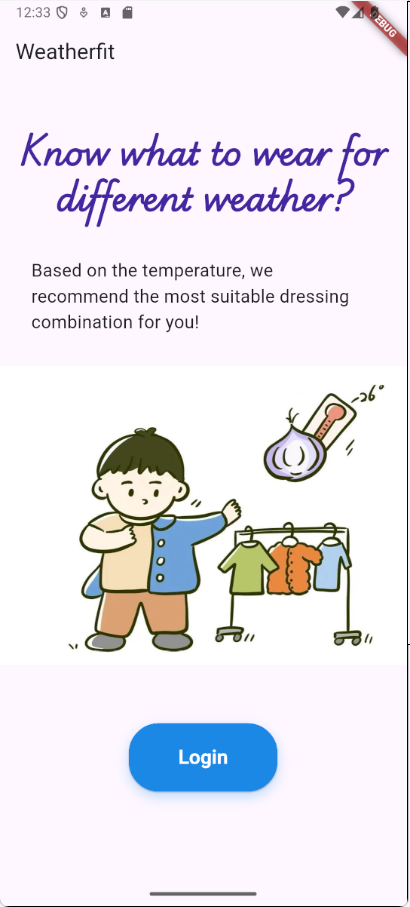 12:33
DEBUG
Weatherfit
Know what to wear for
different weather?
Based on the temperature, we
recommend the most suitable dressing
combination for you!
-26°
Login